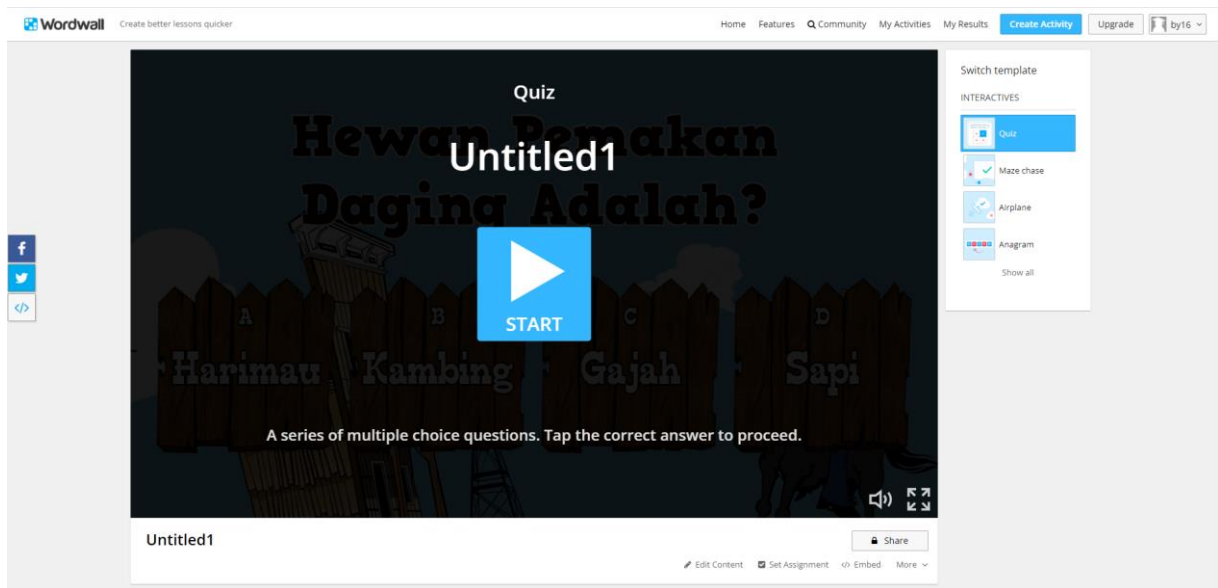 Wordwall
Create better lessons quicker
Home Features Community My Activities My Results Create Activity Upgrade by16
Quiz
Hewan Pemakan
Untitled1
Daging Adalah?
START
A B C D
Harimau Kambing Gajah Sapi
A series of multiple choice questions. Tap the correct answer to proceed.
Switch template
INTERACTIVES
Quiz
Maze chase
Airplane
Anagram
Show all
f
</>
Untitled1
Share
Edit Content Set Assignment </> Embed More